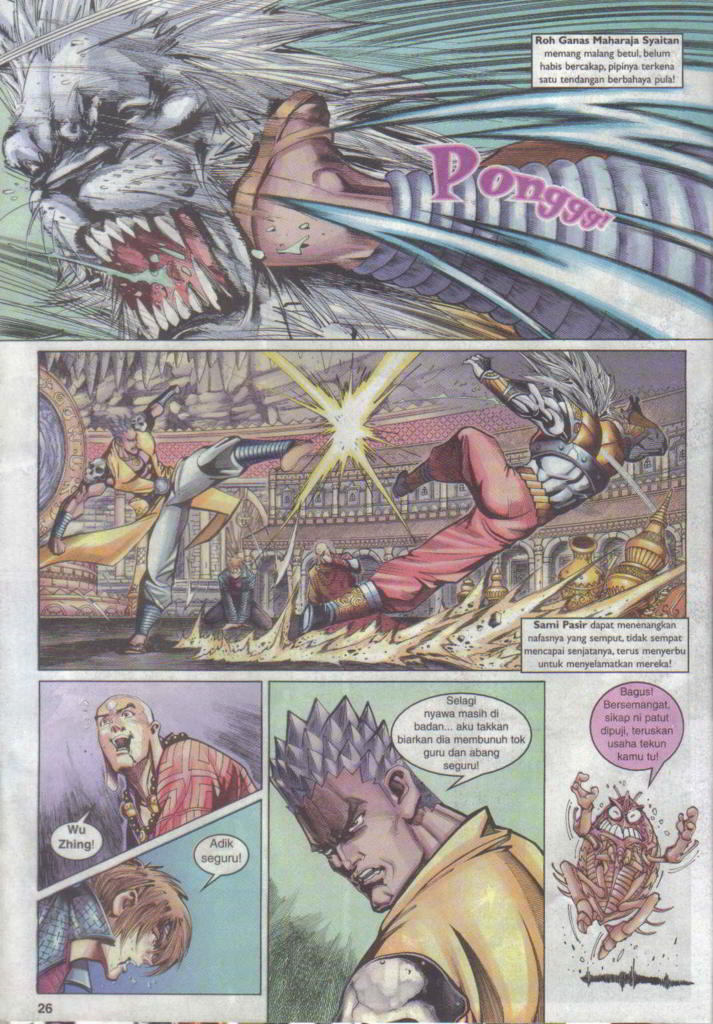 Roh Ganas Maharaja Syaitan
memang malang betul, belum
habis bercakap, pipinya terkena
satu tendangan berbahaya pula!
Ponggg!
Sami Pasir dapat menenangkan
nafasnya yang semput, tidak sempat
mencapai senjatanya, terus menyerbu
untuk menyelamatkan mereka!
Wu
Zhing!
Adik
seguru!
Selagi
nyawa masih di
badan... aku takkan
biarkan dia membunuh tok
guru dan abang
seguru!
Bagus!
Bersemangat,
sikap ni patut
dipuji, teruskan
usaha tekun
kamu tu!
26